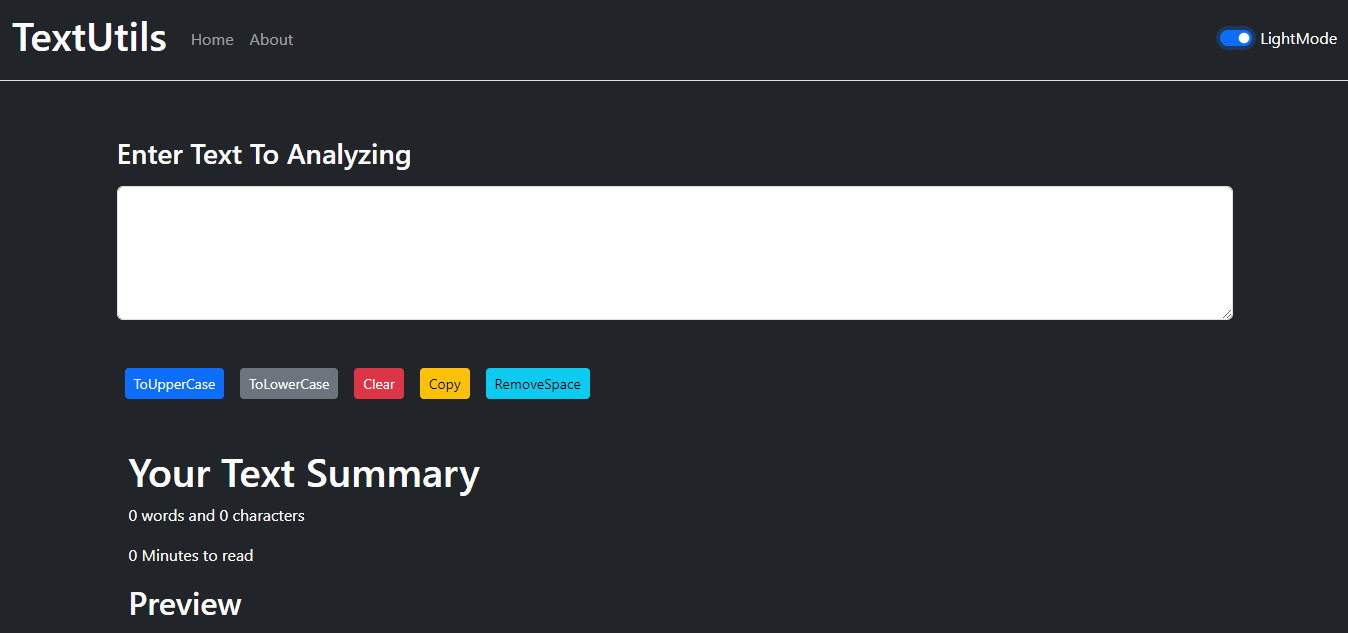 TextUtils Home About LightMode
Enter Text To Analyzing
ToUpperCase ToLowerCase Clear Copy RemoveSpace
Your Text Summary
0 words and 0 characters
0 Minutes to read
Preview